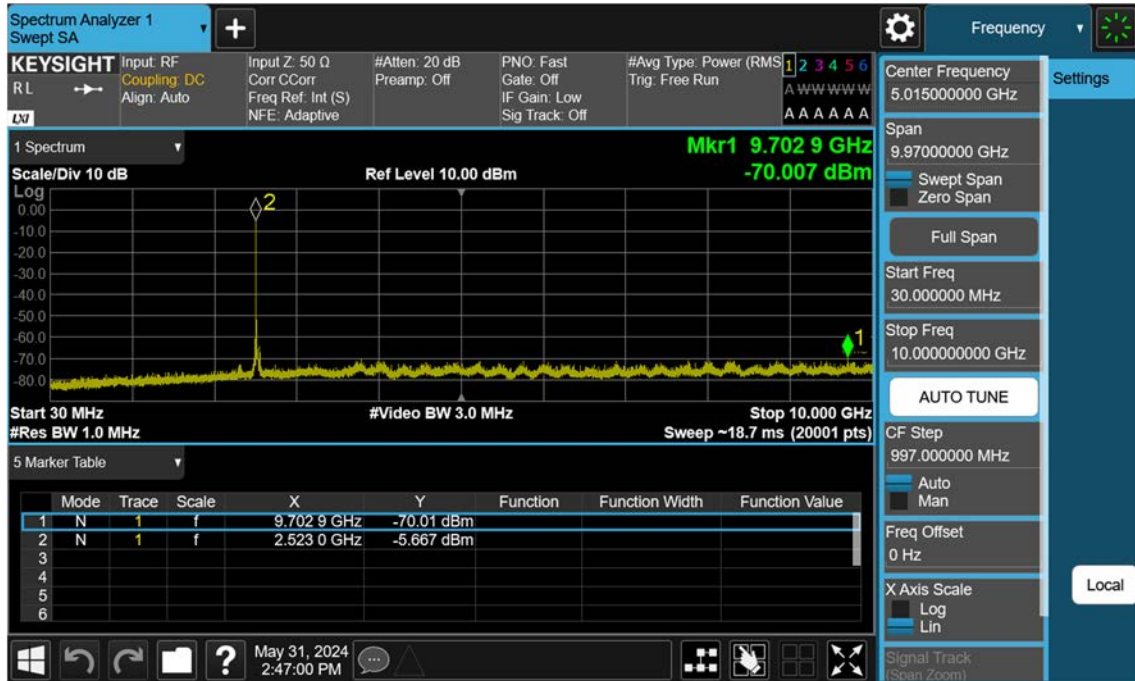 Spectrum Analyzer 1
Swept SA
+
Frequency
KEYSIGHT
R L
LXI
Input: RF
Coupling: DC
Align: Auto
Input Z: 50 Ω
Corr CCorr
Freq Ref: Int (S)
NFE: Adaptive
#Atten: 20 dB
Preamp: Off
PNO: Fast
Gate: Off
IF Gain: Low
Sig Track: Off
#Avg Type: Power (RMS
Trig: Free Run
1 2 3 4 5 6
A W W W W W
A A A A A A
1 Spectrum
Scale/Div 10 dB
Ref Level 10.00 dBm
Mkr1 9.702 9 GHz
-70.007 dBm
Log
0.00
-10.0
-20.0
-30.0
-40.0
-50.0
-60.0
-70.0
-80.0
2
1
Start 30 MHz
#Video BW 3.0 MHz
Stop 10.000 GHz
#Res BW 1.0 MHz
Sweep ~18.7 ms (20001 pts)
5 Marker Table
Mode Trace Scale X Y Function Function Width Function Value
1 N 1 f 9.702 9 GHz -70.01 dBm
2 N 1 f 2.523 0 GHz -5.667 dBm
3
4
5
6
?
May 31, 2024
2:47:00 PM
Center Frequency
5.015000000 GHz
Span
9.97000000 GHz
Swept Span
Zero Span
Full Span
Start Freq
30.000000 MHz
Stop Freq
10.000000000 GHz
AUTO TUNE
CF Step
997.000000 MHz
Auto
Man
Freq Offset
0 Hz
X Axis Scale
Log
Lin
Signal Track
(Span Zoom)
Settings
Local